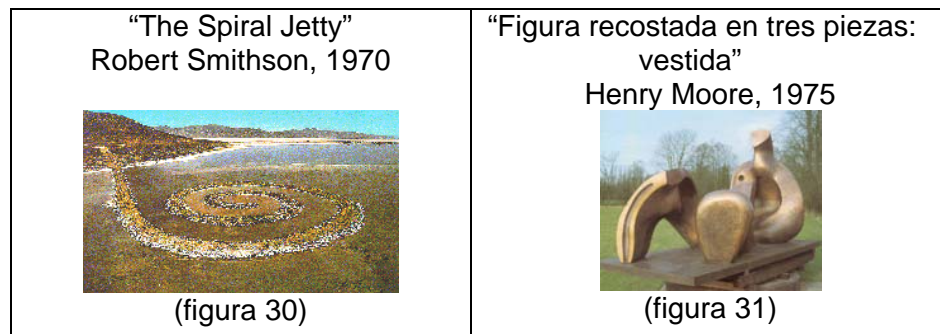 “The Spiral Jetty”
Robert Smithson, 1970
(figura 30)
“Figura recostada en tres piezas:
vestida”
Henry Moore, 1975
(figura 31)